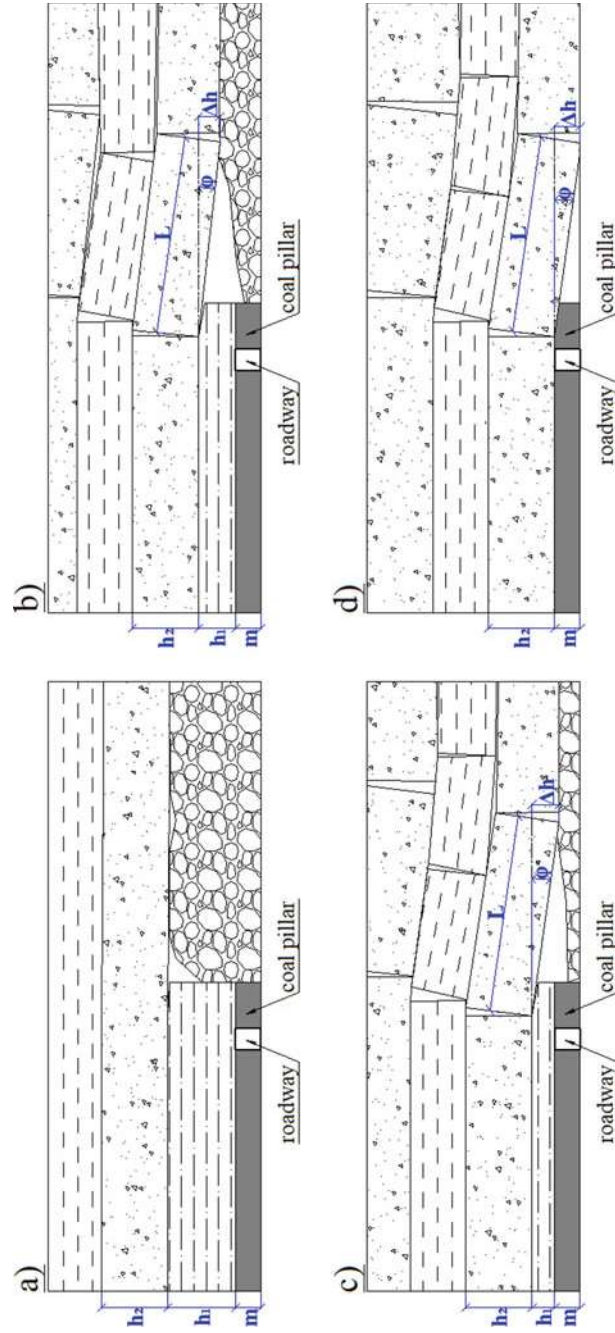 a)
h₂
h₁
m
roadway
coal pillar
b)
h₂
h₁
m
L
φ
Δh
roadway
coal pillar
c)
h₂
h₁
m
L
φ
Δh
roadway
coal pillar
d)
h₂
m
L
φ
Δh
roadway
coal pillar